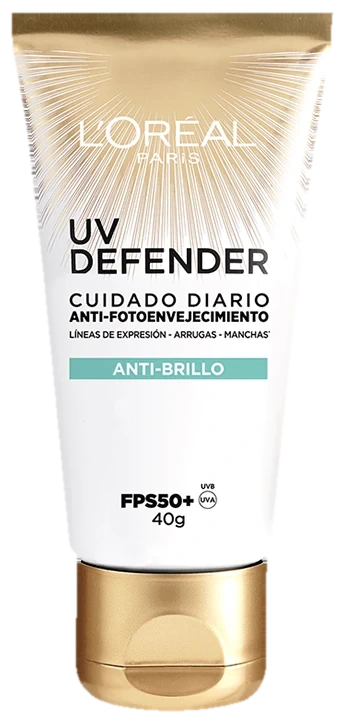 L'ORÉAL
PARIS
UV
DEFENDER
CUIDADO DIARIO
ANTI-FOTOENVEJECIMIENTO
LÍNEAS DE EXPRESIÓN - ARRUGAS - MANCHAS*
ANTI-BRILLO
UVB
FPS50+ UVA
40g